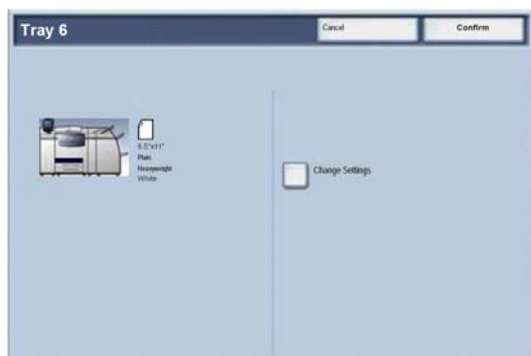 Tray 6
Cancel
Confirm
8.5"x11"
Plain
Heavyweight
White
Change Settings